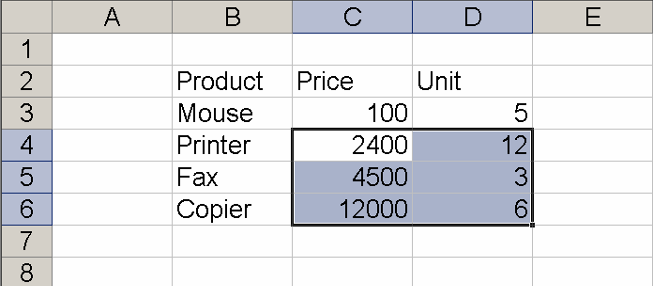 A B C D E
1
2 Product Price Unit
3 Mouse 100 5
4 Printer 2400 12
5 Fax 4500 3
6 Copier 12000 6
7
8